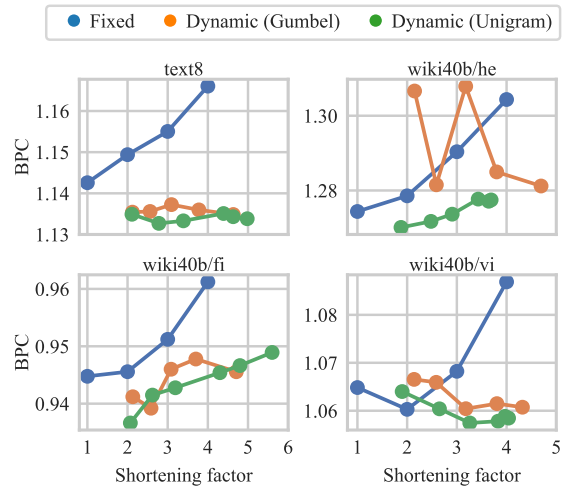 Fixed Dynamic (Gumbel) Dynamic (Unigram)
text8 wiki40b/he
BPC
1.16
1.15
1.14
1.13
1.30
1.28
wiki40b/fi wiki40b/vi
BPC
0.96
0.95
0.94
1.08
1.07
1.06
1 2 3 4 5 6 1 2 3 4 5
Shortening factor Shortening factor